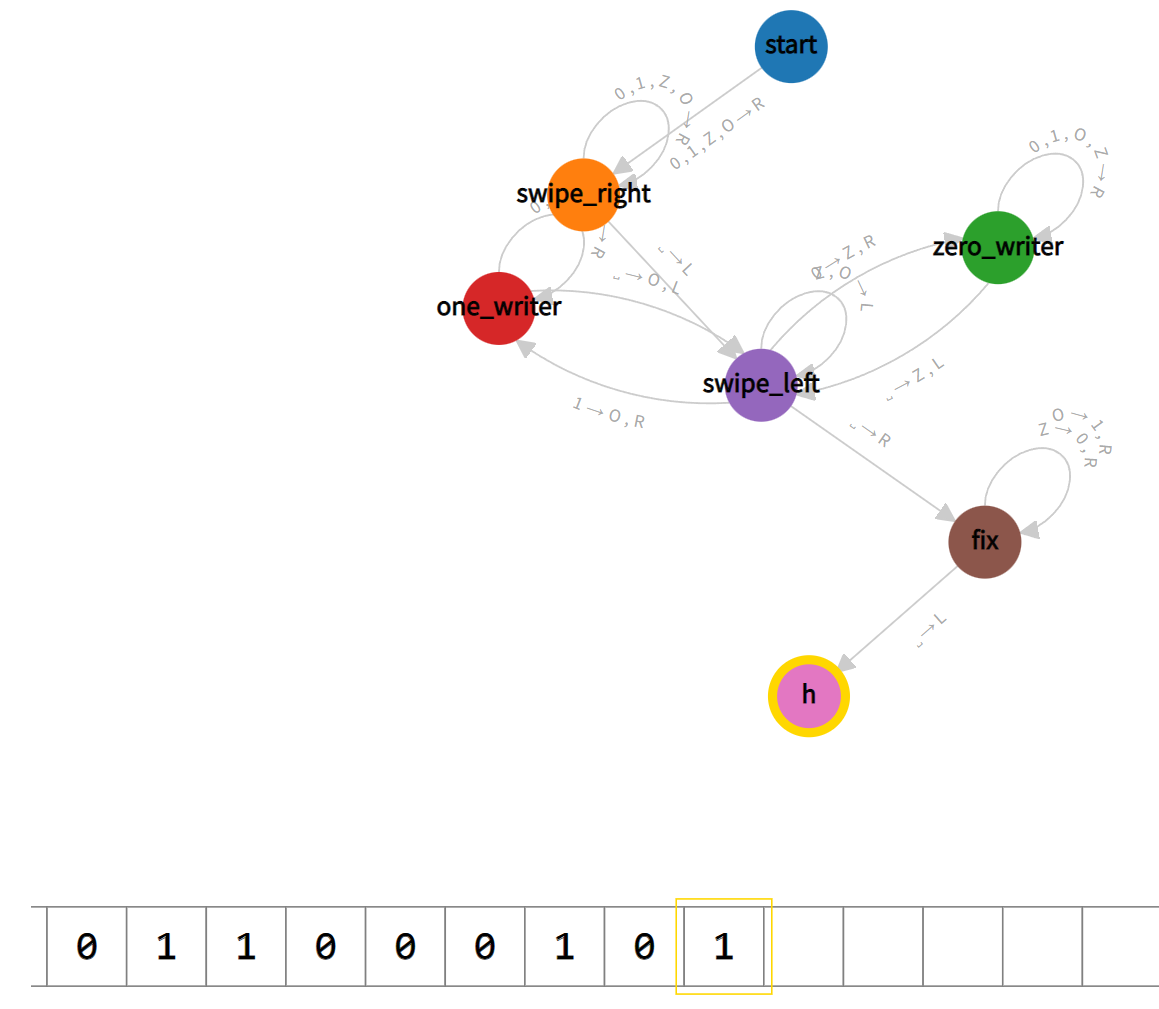 start
0,1,Z,O→R
0,1,Z,O→R
swipe_right
0,1,O,Z→R
zero_writer
␣→L
␣→O,L
0→Z,R
Z,O→L
one_writer
swipe_left
␣→Z,L
1→O,R
␣→R
O→1,R
Z→0,R
fix
␣→L
h
0 1 1 0 0 0 1 0 1